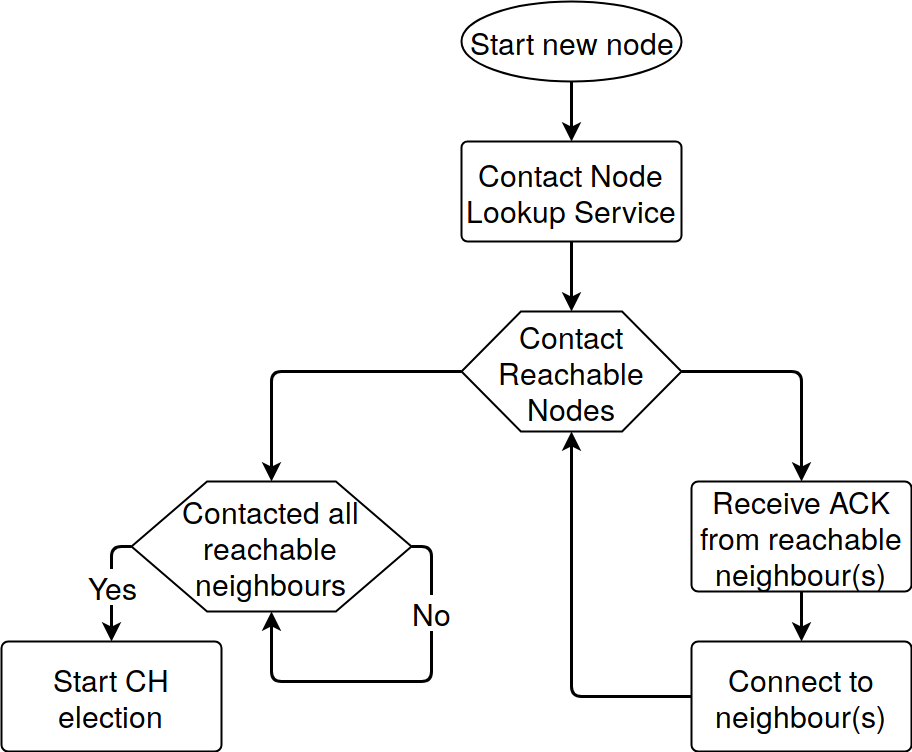 Start new node
Contact Node
Lookup Service
Contact
Reachable
Nodes
Contacted all
reachable
neighbours
Receive ACK
from reachable
neighbour(s)
Yes
No
Start CH
election
Connect to
neighbour(s)